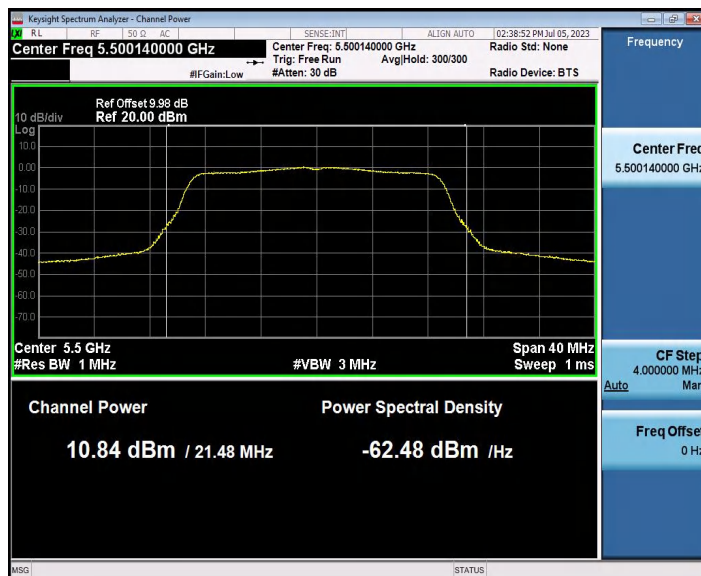 Keysight Spectrum Analyzer - Channel Power
LXI RL RF 50 Ω AC SENSE:INT ALIGN AUTO 02:38:52 PM Jul 05, 2023
Center Freq 5.500140000 GHz
Center Freq: 5.500140000 GHz
Radio Std: None
Trig: Free Run Avg|Hold: 300/300
#IFGain:Low
#Atten: 30 dB
Radio Device: BTS
Frequency
Ref Offset 9.98 dB
10 dB/div Ref 20.00 dBm
Log
10.0
0.00
-10.0
-20.0
-30.0
-40.0
-50.0
-60.0
-70.0
Center 5.5 GHz
Span 40 MHz
#Res BW 1 MHz
#VBW 3 MHz
Sweep 1 ms
Channel Power
Power Spectral Density
10.84 dBm / 21.48 MHz
-62.48 dBm /Hz
Center Freq
5.500140000 GHz
CF Step
4.000000 MHz
Auto Man
Freq Offset
0 Hz
MSG
STATUS